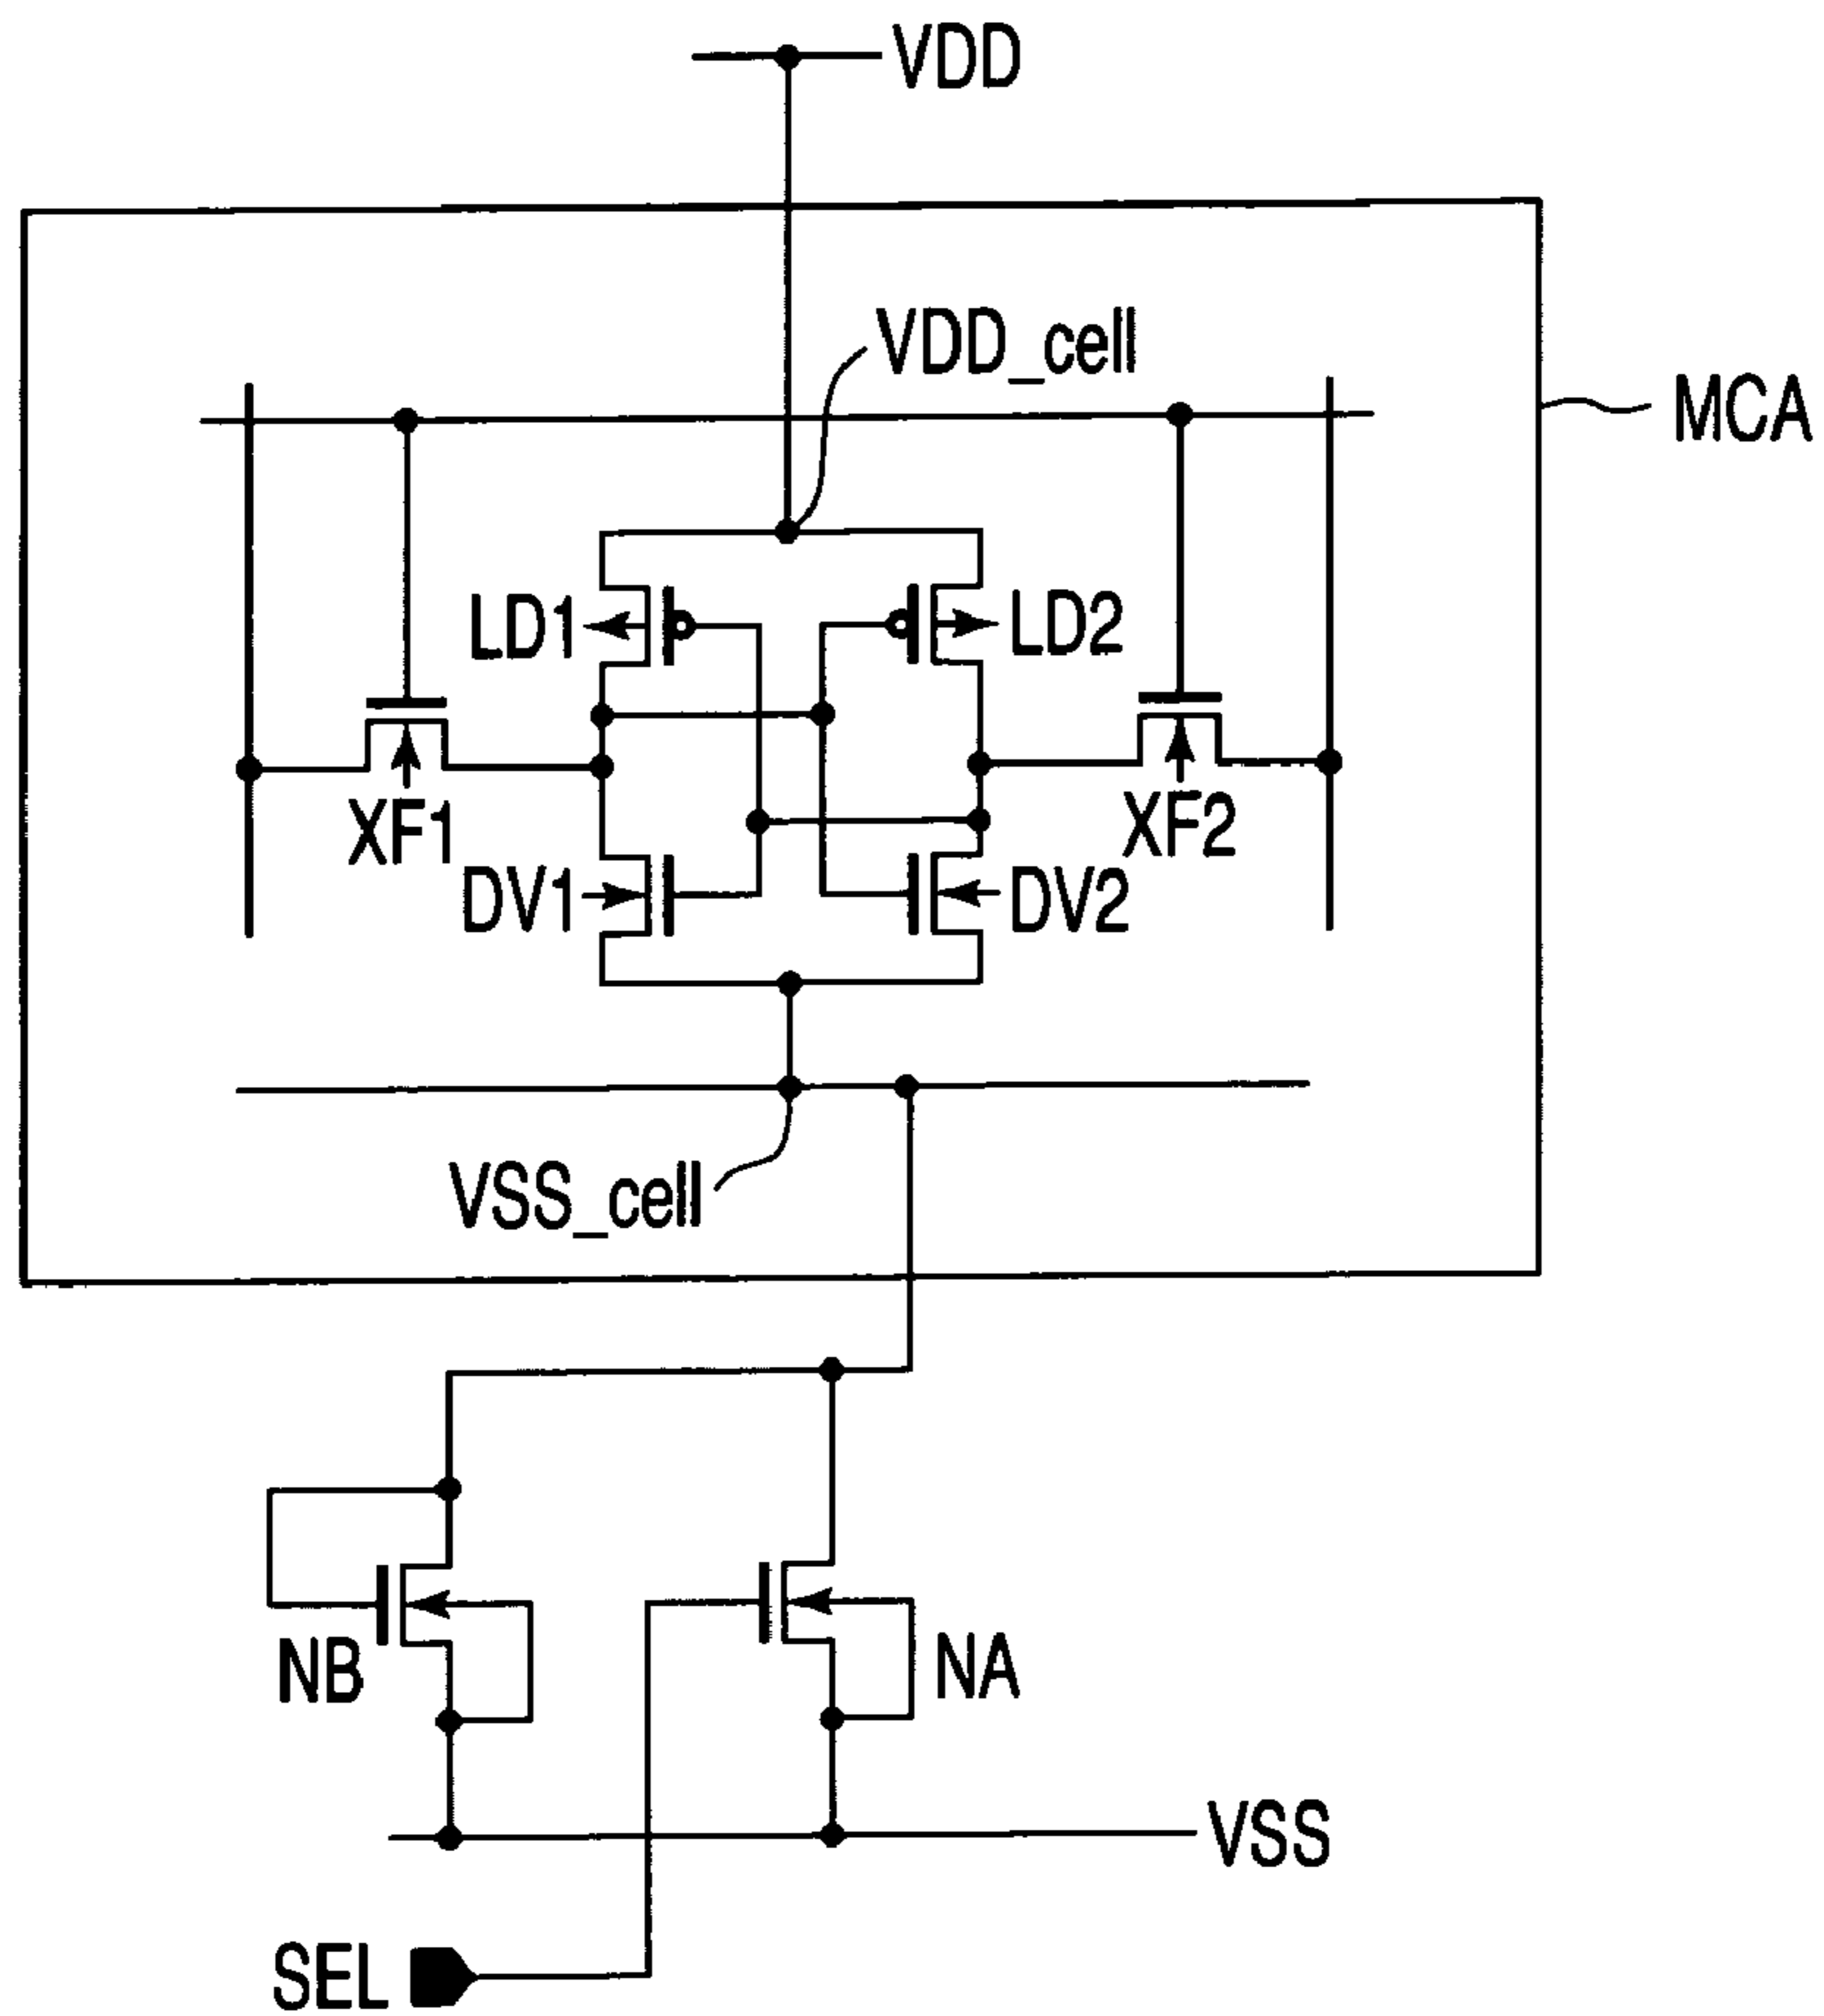 VDD
VDD_cell
MCA
LD1
LD2
XF1
XF2
DV1
DV2
VSS_cell
NB
NA
VSS
SEL